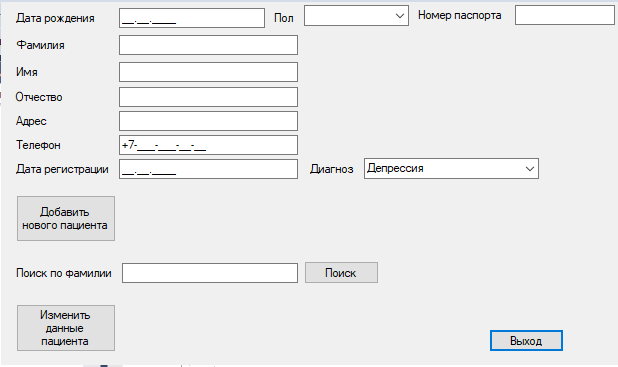 Дата рождения __.__.____ Пол Номер паспорта
Фамилия
Имя
Отчество
Адрес
Телефон +7-___-___-__-__
Дата регистрации __.__.____ Диагноз Депрессия
Добавить
нового пациента
Поиск по фамилии Поиск
Изменить
данные
пациента
Выход